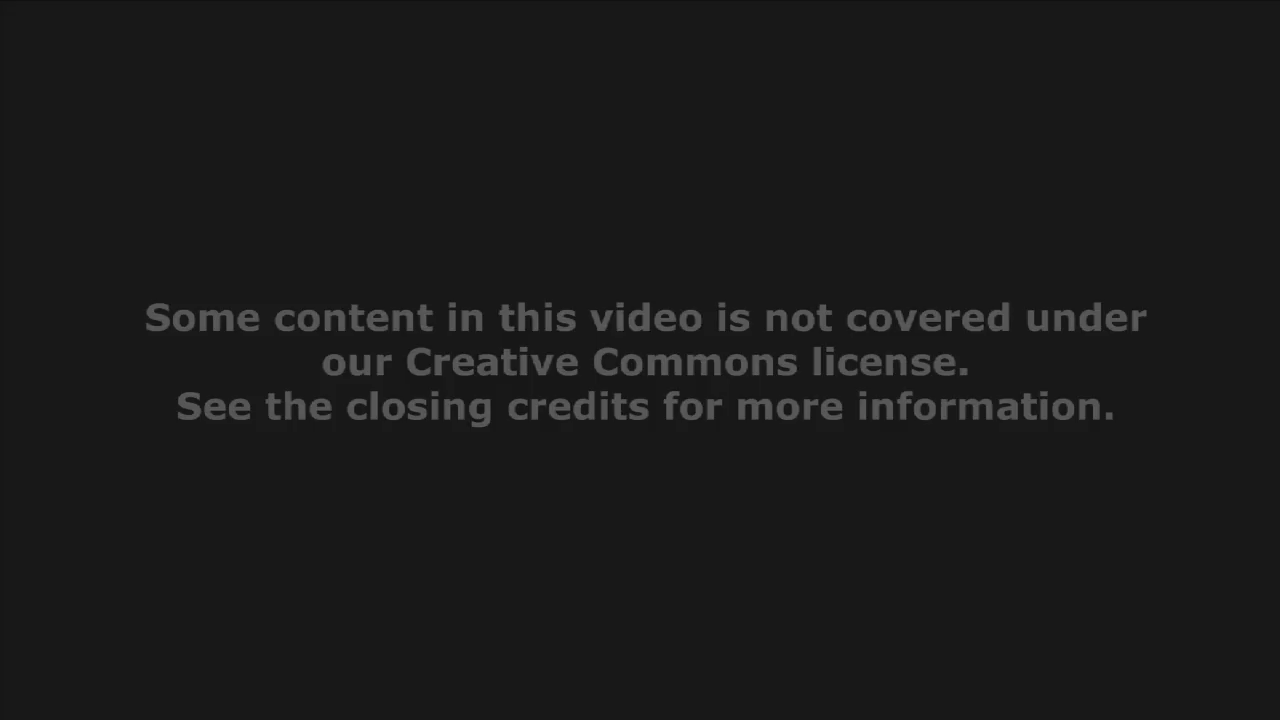 Some content in this video is not covered under
our Creative Commons license.
See the closing credits for more information.